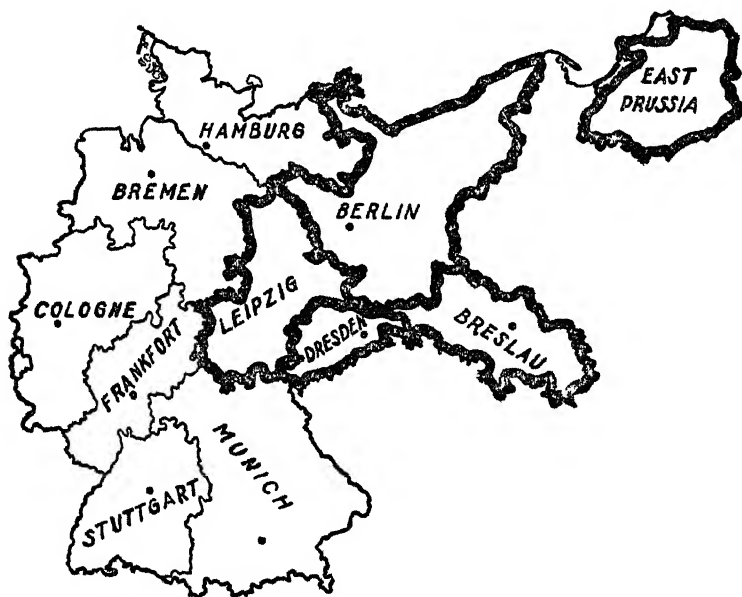 EAST
PRUSSIA
HAMBURG
BREMEN
BERLIN
COLOGNE
LEIPZIG
BRESLAU
DRESDEN
FRANKFORT
MUNICH
STUTTGART